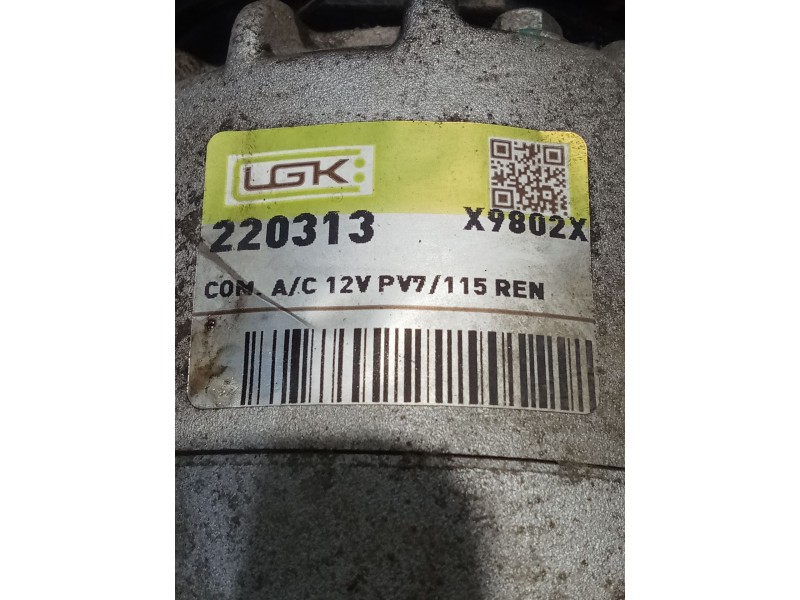 LGK
220313 X9802X
COM. A/C 12V PV7/115 REN